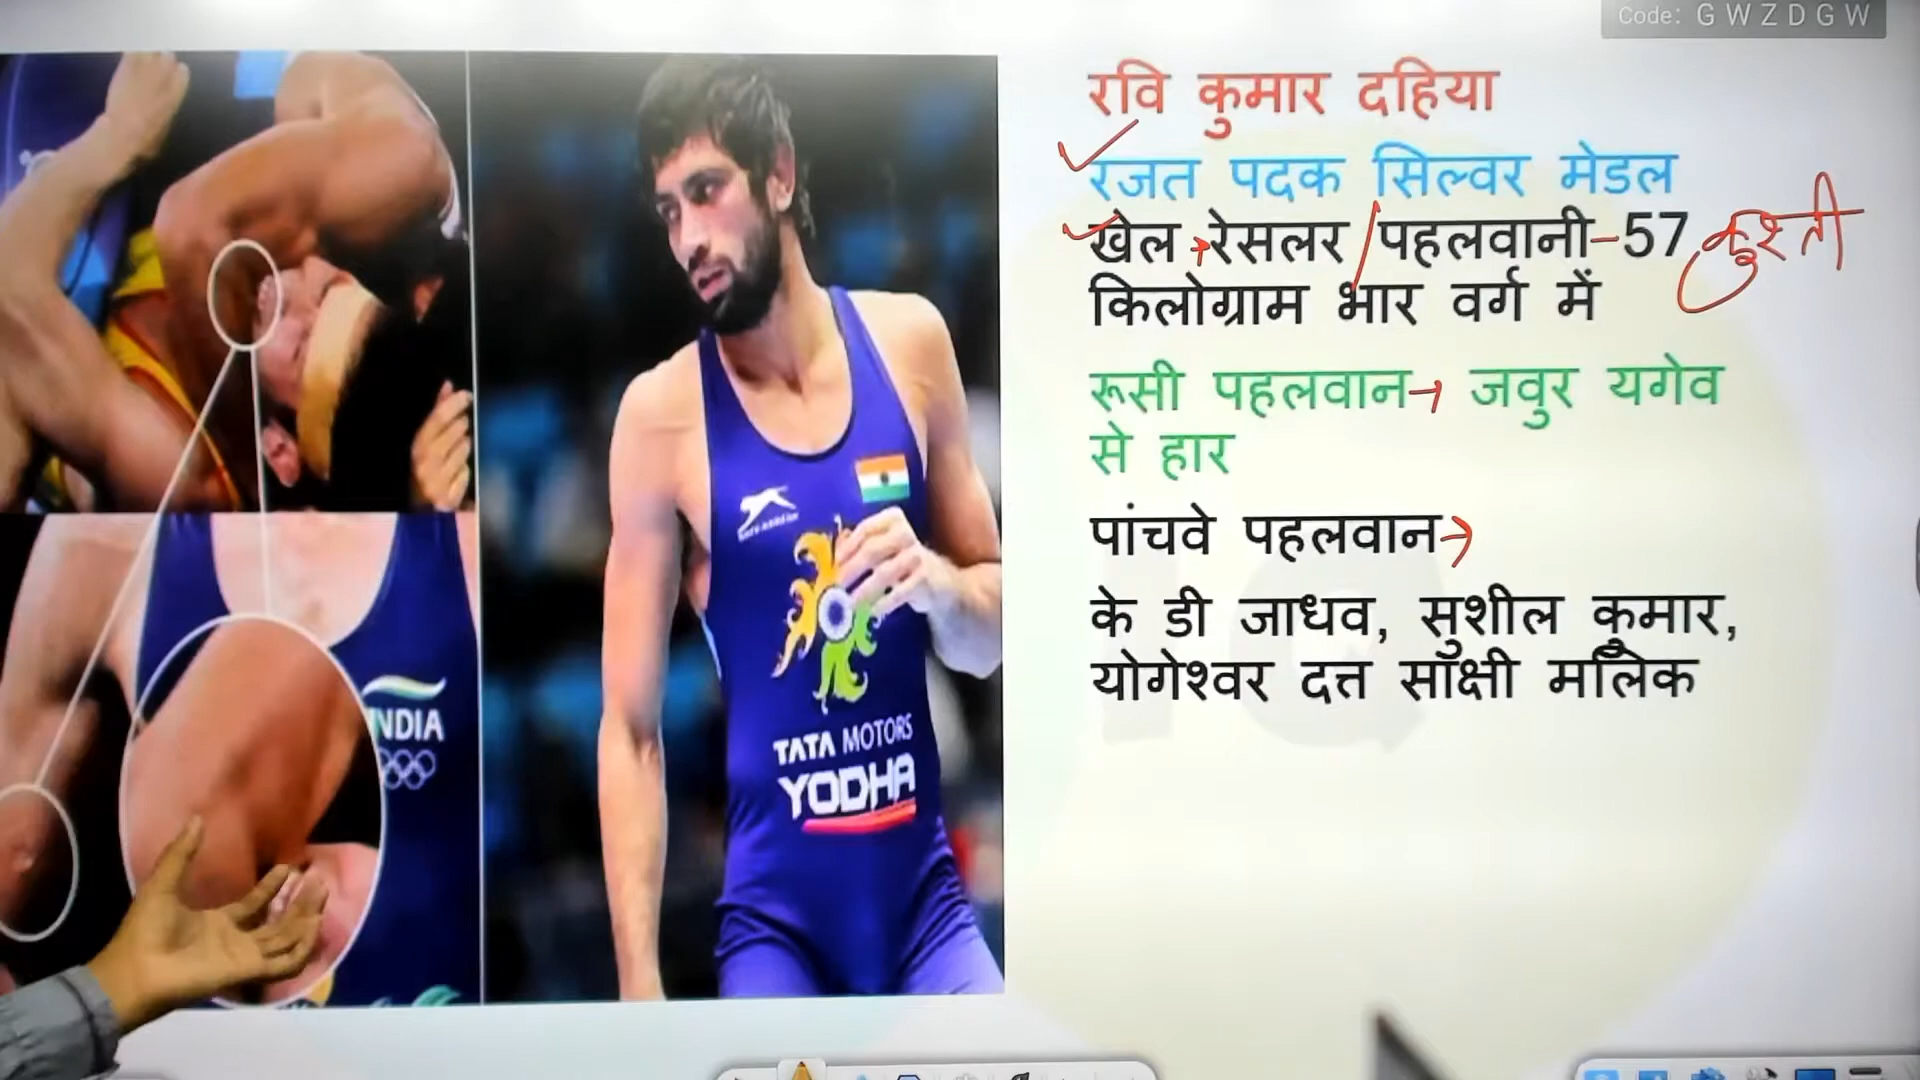 Code: GWZDGW
रवि कुमार दहिया
रजत पदक सिल्वर मेडल
खेल रेसलर/पहलवानी-57 कुश्ती
किलोग्राम भार वर्ग में
रूसी पहलवान→ जवुर यगेव
से हार
पांचवे पहलवान→
के डी जाधव, सुशील कुमार,
योगेश्वर दत्त साक्षी मलिक
TATA MOTORS
YODHA
INDIA